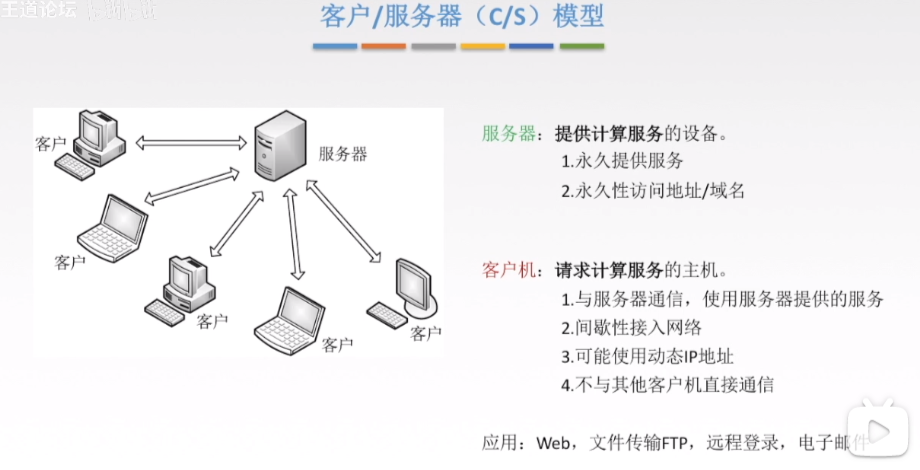 王道论坛
客户/服务器（C/S）模型
客户
服务器
客户
客户
客户
客户
服务器：提供计算服务的设备。
1.永久提供服务
2.永久性访问地址/域名
客户机：请求计算服务的主机。
1.与服务器通信，使用服务器提供的服务
2.间歇性接入网络
3.可能使用动态IP地址
4.不与其他客户机直接通信
应用：Web，文件传输FTP，远程登录，电子邮件